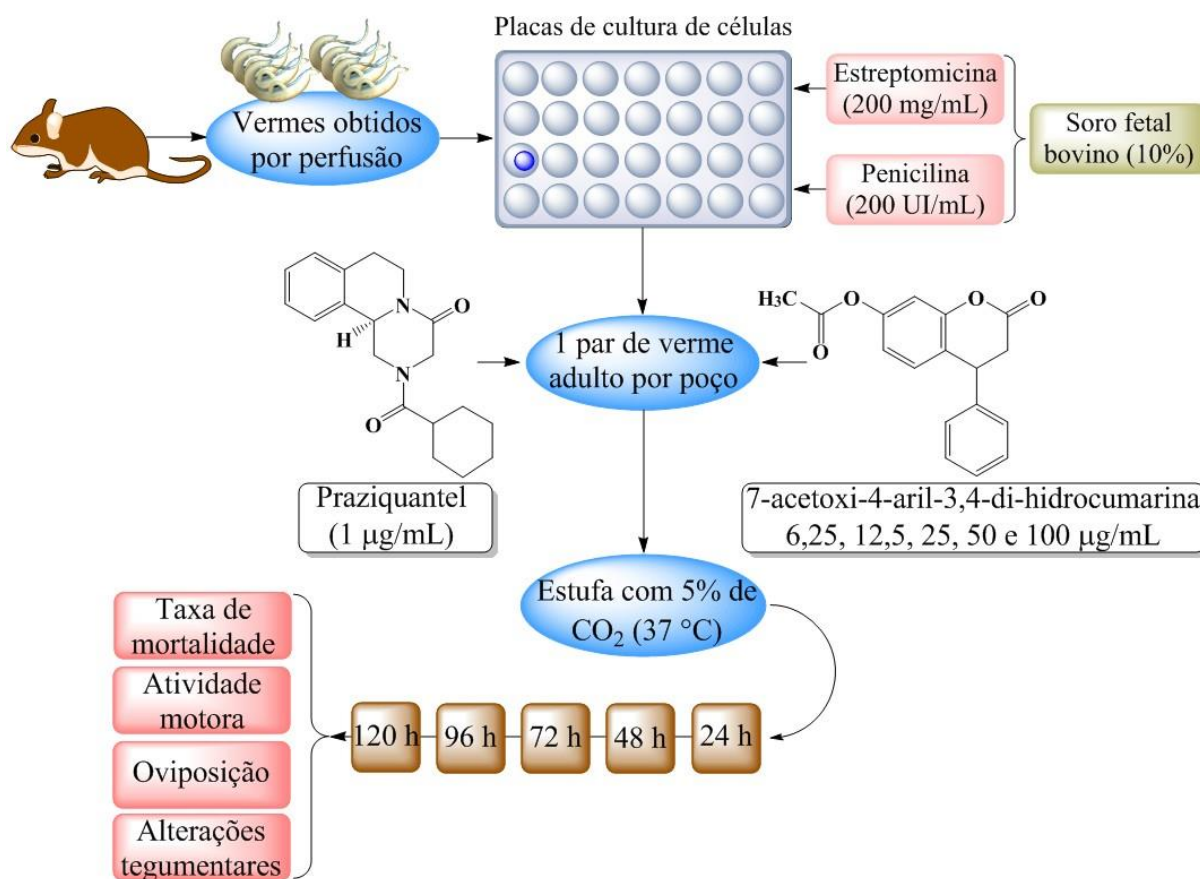 Placas de cultura de células
Vermes obtidos
por perfusão
Estreptomicina
(200 mg/mL)
Penicilina
(200 UI/mL)
Soro fetal
bovino (10%)
N
O
H
N
O
Praziquantel
(1 μg/mL)
1 par de verme
adulto por poço
H₃C
O
O
O
O
7-acetoxi-4-aril-3,4-di-hidrocumarina
6,25, 12,5, 25, 50 e 100 μg/mL
Estufa com 5% de
CO₂ (37 °C)
120 h
96 h
72 h
48 h
24 h
Taxa de
mortalidade
Atividade
motora
Oviposição
Alterações
tegumentares